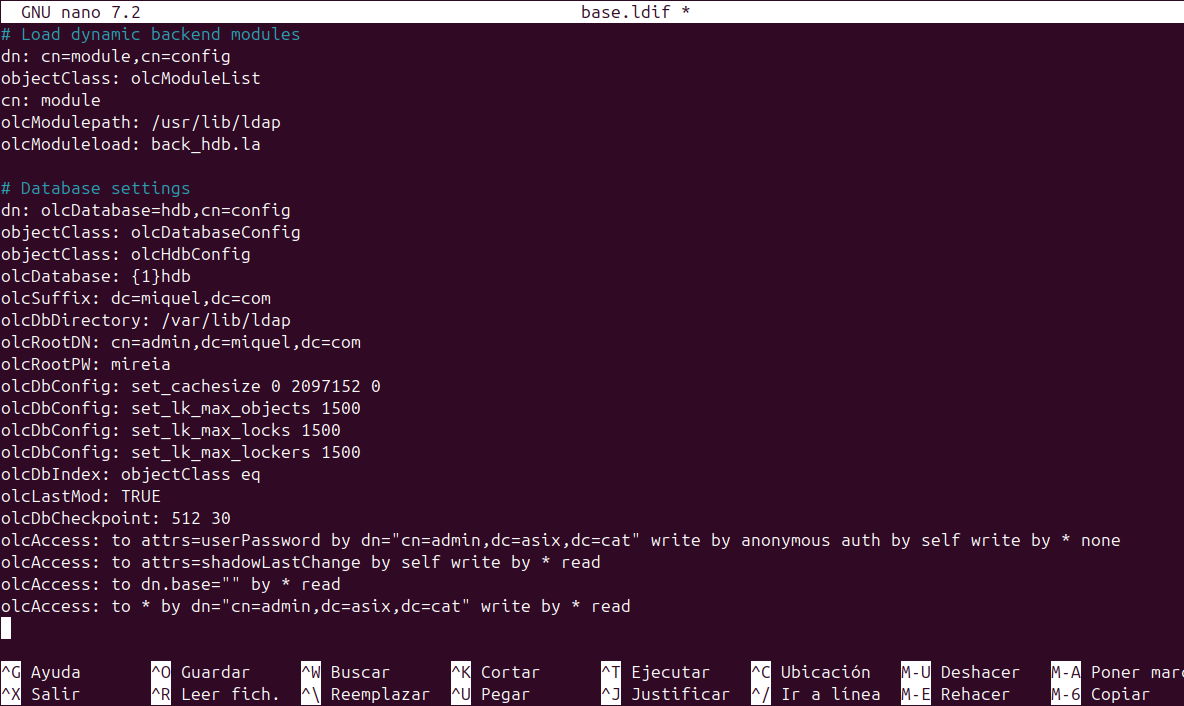 GNU nano 7.2 base.ldif *
# Load dynamic backend modules
dn: cn=module,cn=config
objectClass: olcModuleList
cn: module
olcModulepath: /usr/lib/ldap
olcModuleload: back_hdb.la

# Database settings
dn: olcDatabase=hdb,cn=config
objectClass: olcDatabaseConfig
objectClass: olcHdbConfig
olcDatabase: {1}hdb
olcSuffix: dc=miquel,dc=com
olcDbDirectory: /var/lib/ldap
olcRootDN: cn=admin,dc=miquel,dc=com
olcRootPW: mireia
olcDbConfig: set_cachesize 0 2097152 0
olcDbConfig: set_lk_max_objects 1500
olcDbConfig: set_lk_max_locks 1500
olcDbConfig: set_lk_max_lockers 1500
olcDbIndex: objectClass eq
olcLastMod: TRUE
olcDbCheckpoint: 512 30
olcAccess: to attrs=userPassword by dn="cn=admin,dc=asix,dc=cat" write by anonymous auth by self write by * none
olcAccess: to attrs=shadowLastChange by self write by * read
olcAccess: to dn.base="" by * read
olcAccess: to * by dn="cn=admin,dc=asix,dc=cat" write by * read

^G Ayuda ^O Guardar ^W Buscar ^K Cortar ^T Ejecutar ^C Ubicación M-U Deshacer M-A Poner marc
^X Salir ^R Leer fich. ^\ Reemplazar ^U Pegar ^J Justificar ^/ Ir a línea M-E Rehacer M-6 Copiar